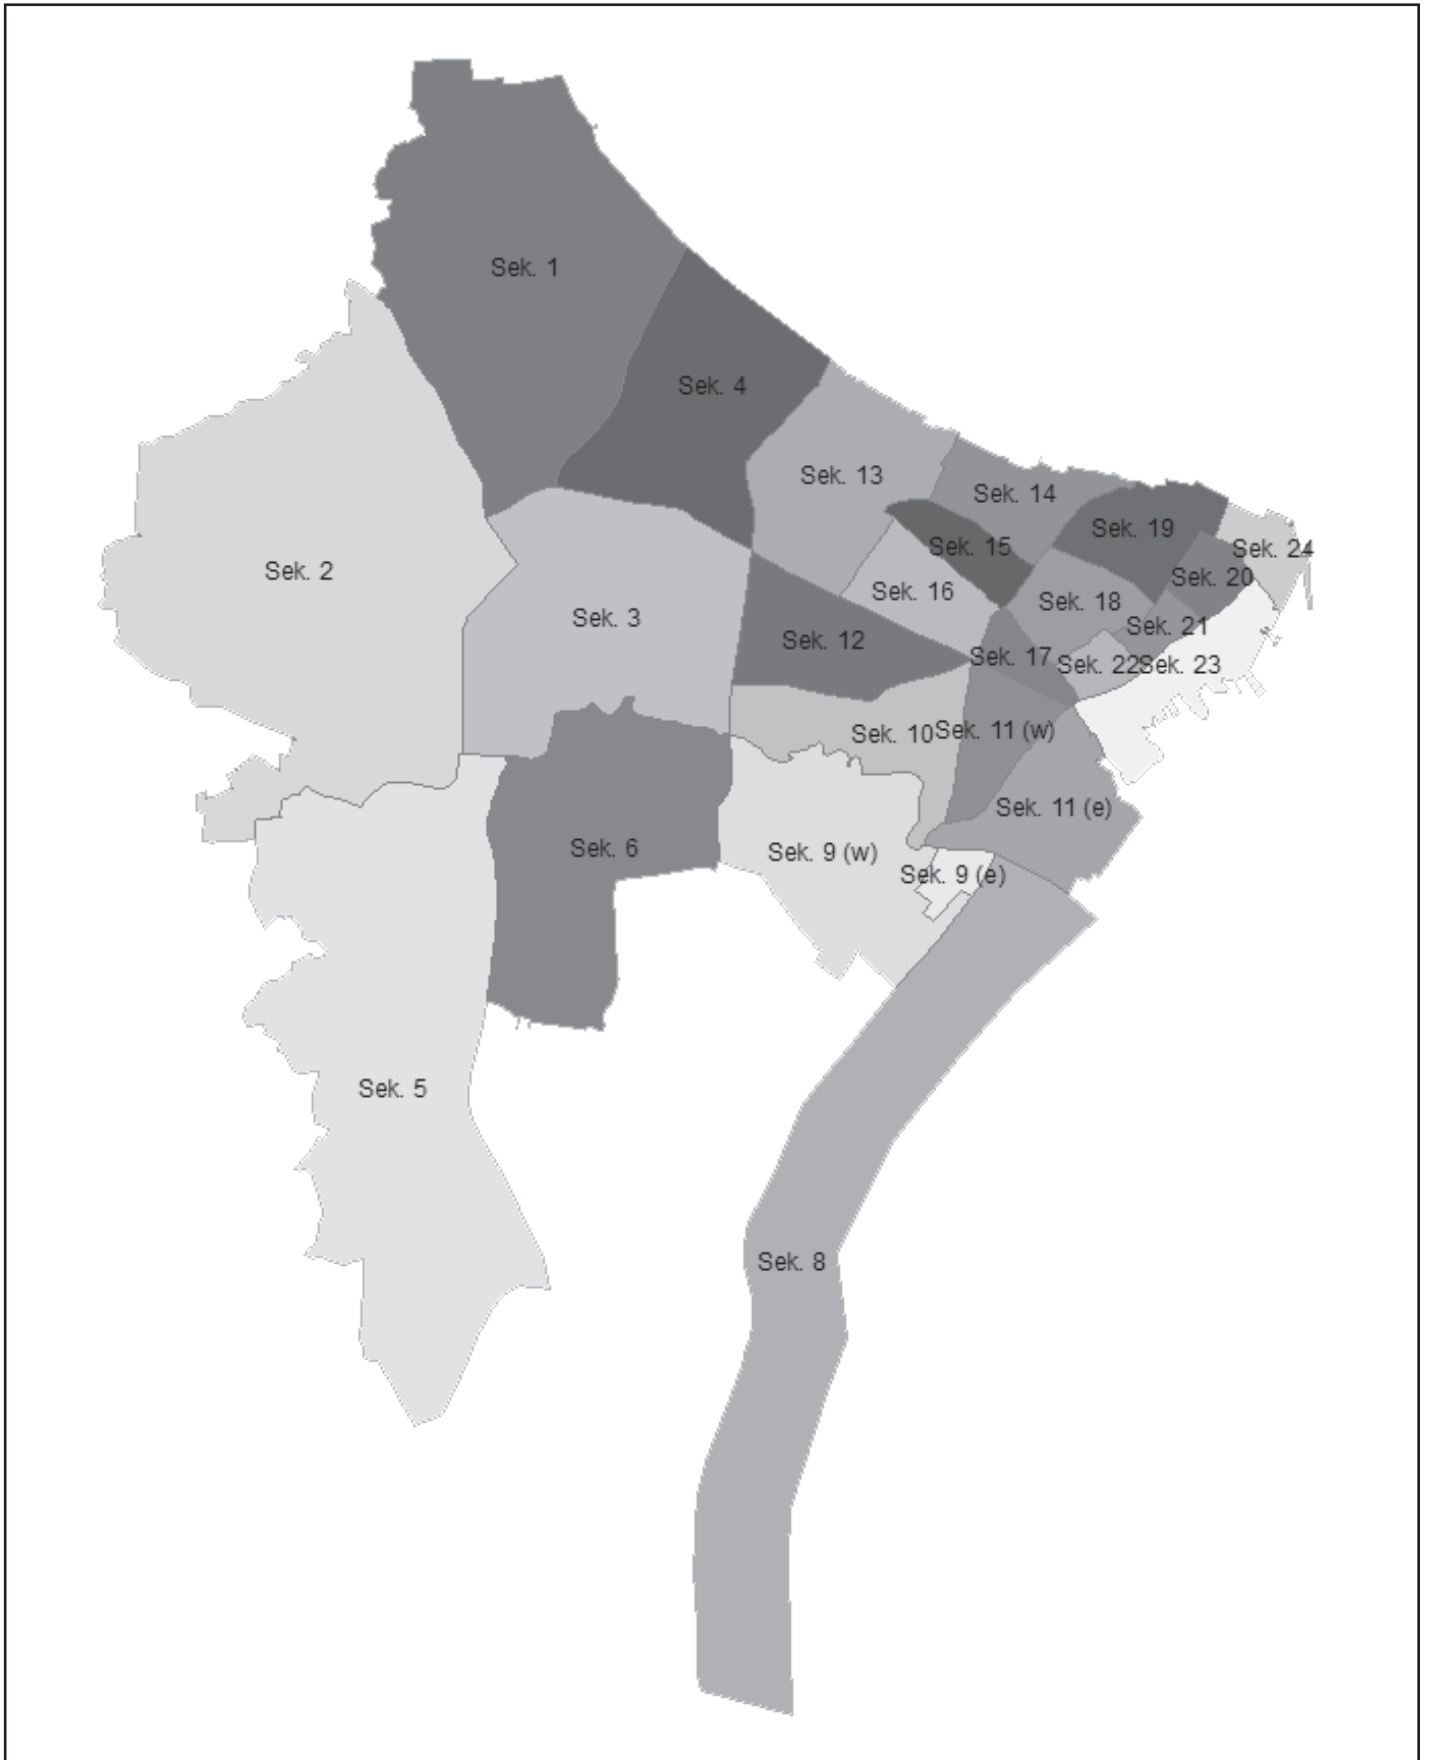 Sek. 1
Sek. 4
Sek. 13
Sek. 14
Sek. 19
Sek. 15
Sek. 24
Sek. 2
Sek. 20
Sek. 16
Sek. 18
Sek. 3
Sek. 21
Sek. 12
Sek. 17
Sek. 22
Sek. 23
Sek. 10
Sek. 11 (w)
Sek. 11 (e)
Sek. 6
Sek. 9 (w)
Sek. 9 (e)
Sek. 5
Sek. 8